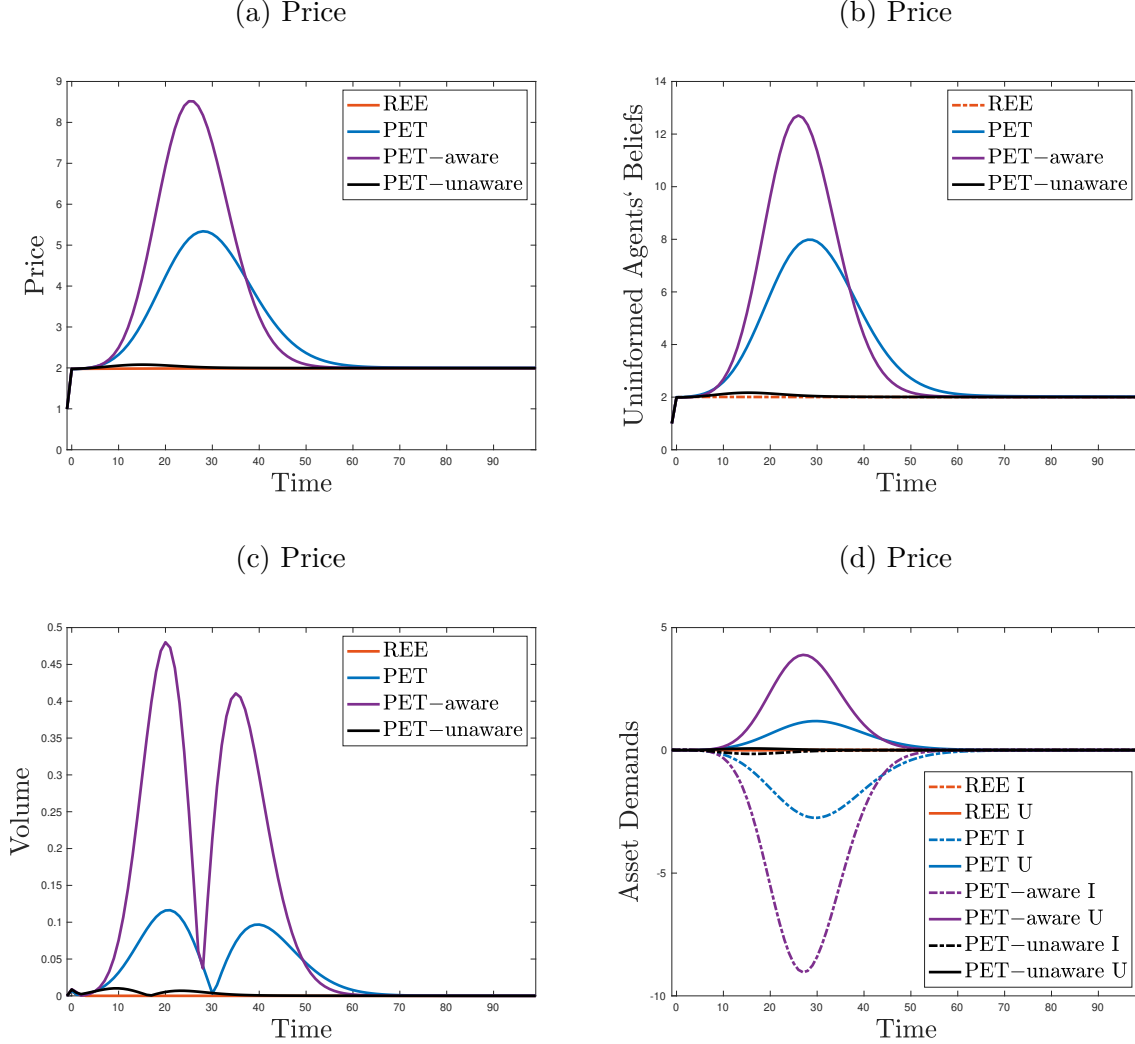 (a) Price
Price
9
8
7
6
5
4
3
2
1
0
0 10 20 30 40 50 60 70 80 90
Time
REE
PET
PET−aware
PET−unaware
(b) Price
Uninformed Agents‘ Beliefs
14
12
10
8
6
4
2
0
0 10 20 30 40 50 60 70 80 90
Time
REE
PET
PET−aware
PET−unaware
(c) Price
Volume
0.5
0.45
0.4
0.35
0.3
0.25
0.2
0.15
0.1
0.05
0
0 10 20 30 40 50 60 70 80 90
Time
REE
PET
PET−aware
PET−unaware
(d) Price
Asset Demands
5
0
-5
-10
0 10 20 30 40 50 60 70 80 90
Time
REE I
REE U
PET I
PET U
PET−aware I
PET−aware U
PET−unaware I
PET−unaware U